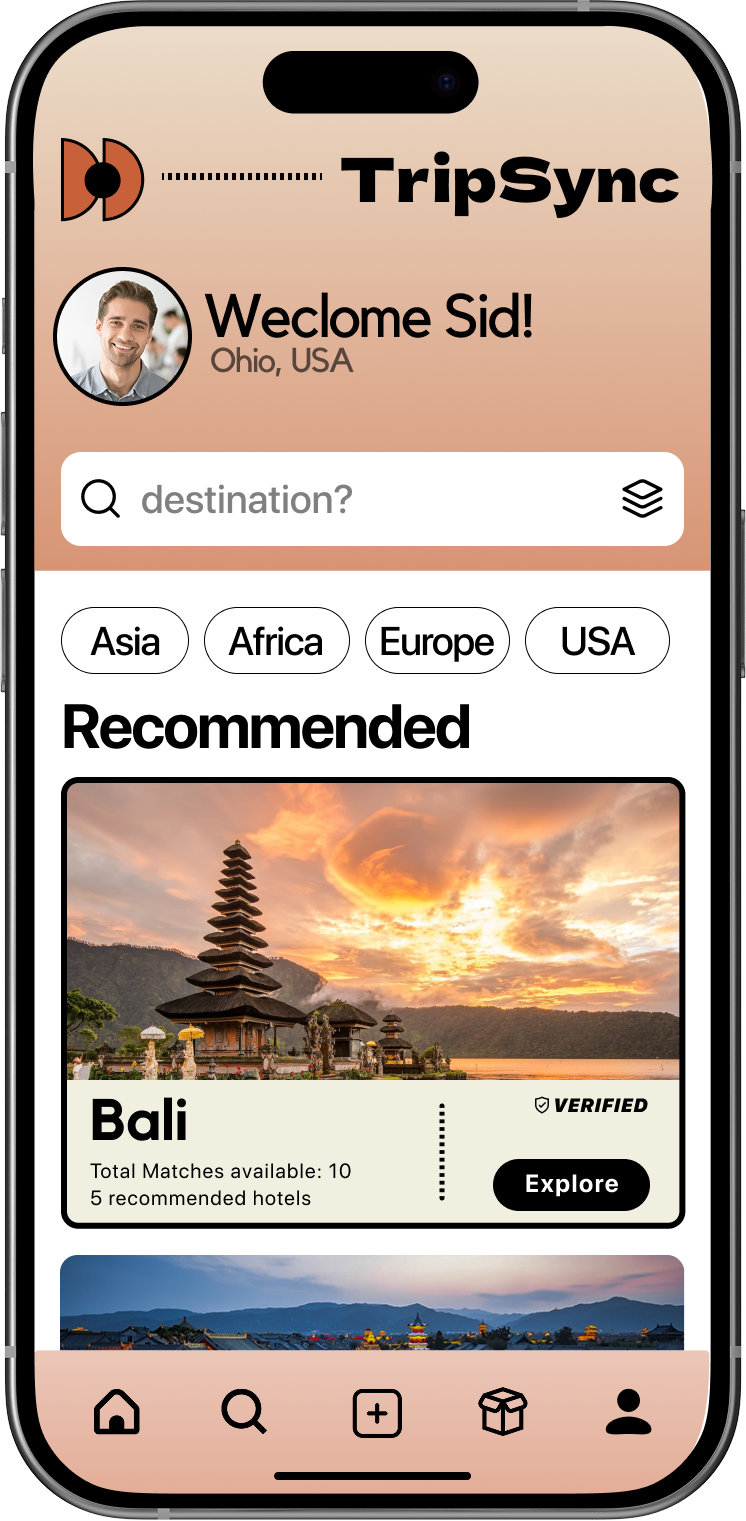 TripSync
Weclome Sid!
Ohio, USA
destination?
Asia Africa Europe USA
Recommended
Bali
VERIFIED
Total Matches available: 10
5 recommended hotels
Explore